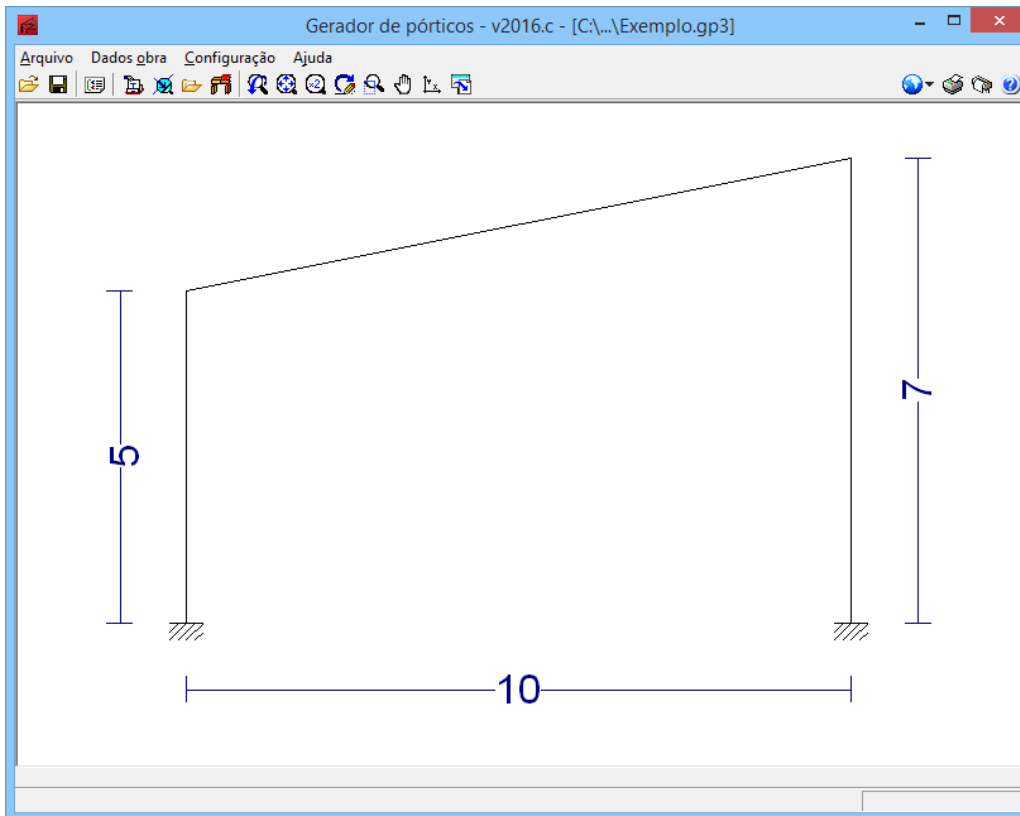 Gerador de pórticos - v2016.c - [C:\...\Exemplo.gp3]
Arquivo Dados obra Configuração Ajuda
5
7
10